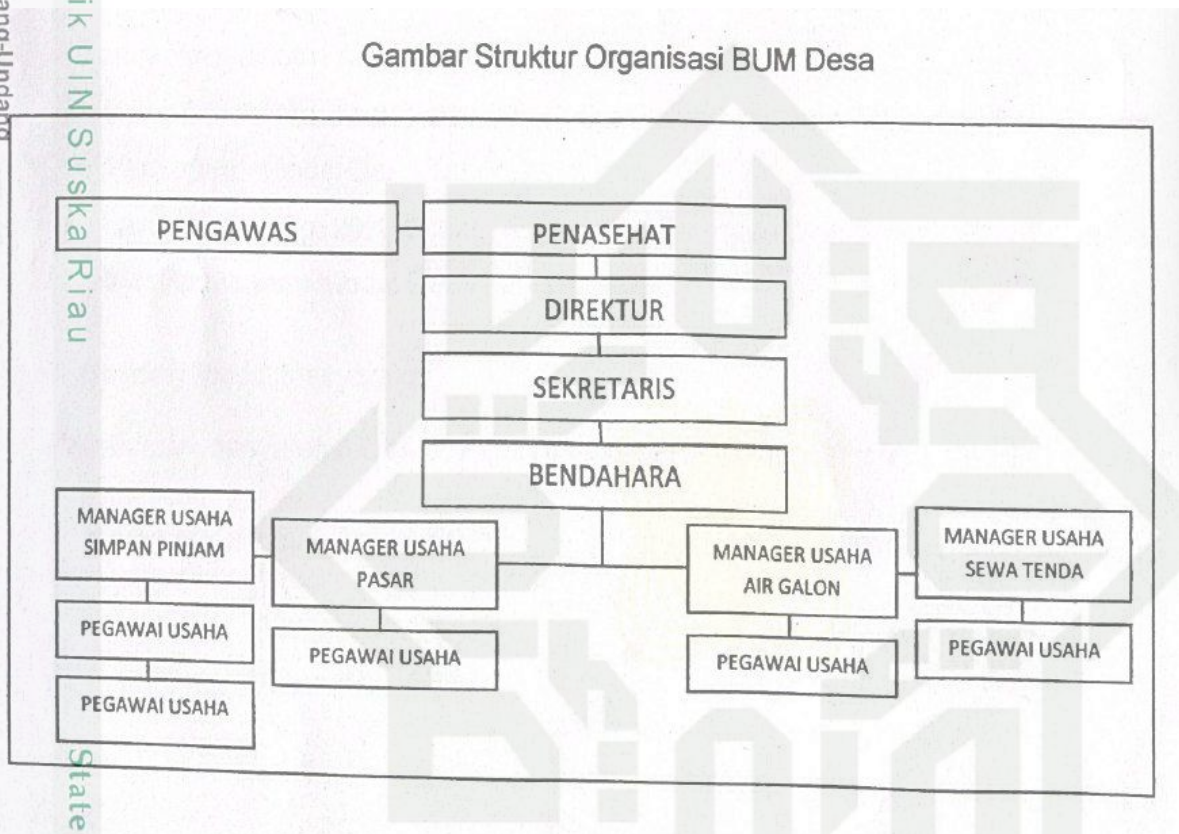 Gambar Struktur Organisasi BUM Desa
PENGAWAS
PENASEHAT
DIREKTUR
SEKRETARIS
BENDAHARA
MANAGER USAHA
SIMPAN PINJAM
PEGAWAI USAHA
PEGAWAI USAHA
MANAGER USAHA
PASAR
PEGAWAI USAHA
MANAGER USAHA
AIR GALON
PEGAWAI USAHA
MANAGER USAHA
SEWA TENDA
PEGAWAI USAHA
ik UIN Suska Riau
State
ang-Undang